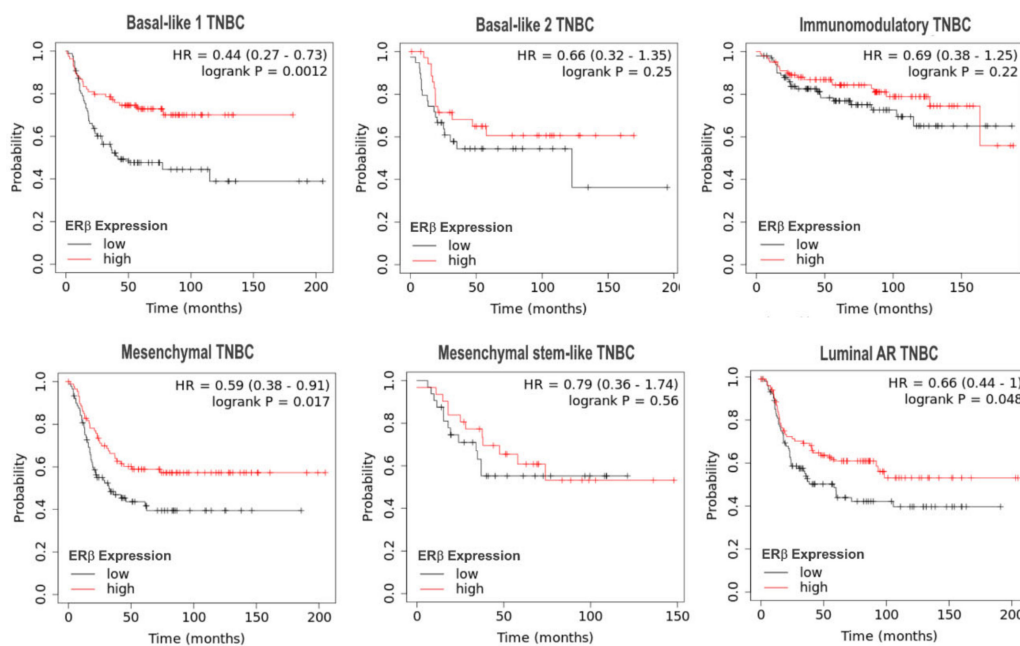 Basal-like 1 TNBC
HR = 0.44 (0.27 - 0.73)
logrank P = 0.0012
Probability
1.0
0.8
0.6
0.4
0.2
0.0
ERβ Expression
low
high
0 50 100 150 200
Time (months)
Basal-like 2 TNBC
HR = 0.66 (0.32 - 1.35)
logrank P = 0.25
Probability
1.0
0.8
0.6
0.4
0.2
0.0
ERβ Expression
low
high
0 50 100 150 20
Time (months)
Immunomodulatory TNBC
HR = 0.69 (0.38 - 1.25)
logrank P = 0.22
Probability
1.0
0.8
0.6
0.4
0.2
0.0
ERβ Expression
low
high
0 50 100 150
Time (months)
Mesenchymal TNBC
HR = 0.59 (0.38 - 0.91)
logrank P = 0.017
Probability
1.0
0.8
0.6
0.4
0.2
0.0
ERβ Expression
low
high
0 50 100 150 200
Time (months)
Mesenchymal stem-like TNBC
HR = 0.79 (0.36 - 1.74)
logrank P = 0.56
Probability
1.0
0.8
0.6
0.4
0.2
0.0
ERβ Expression
low
high
0 50 100 150
Time (months)
Luminal AR TNBC
HR = 0.66 (0.44 - 1)
logrank P = 0.048
Probability
1.0
0.8
0.6
0.4
0.2
0.0
ERβ Expression
low
high
0 50 100 150 20
Time (months)